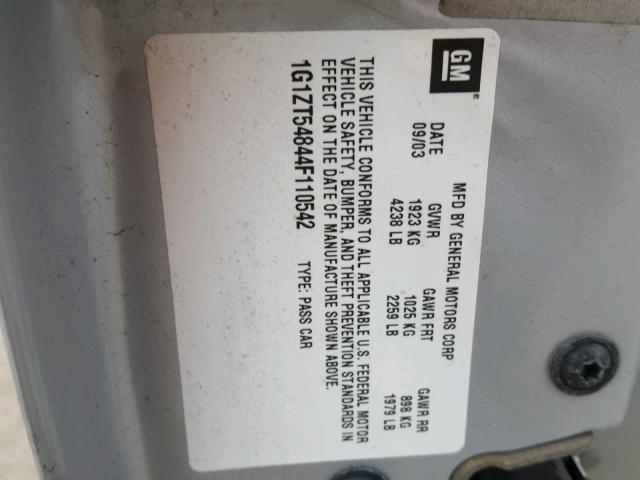 GM
MFD BY GENERAL MOTORS CORP
DATE GVWR GAWR FRT GAWR RR
09/03 1923 KG 1025 KG 898 KG
4238 LB 2259 LB 1979 LB
THIS VEHICLE CONFORMS TO ALL APPLICABLE U.S. FEDERAL MOTOR
VEHICLE SAFETY, BUMPER, AND THEFT PREVENTION STANDARDS IN
EFFECT ON THE DATE OF MANUFACTURE SHOWN ABOVE.
1G1ZT54844F110542 TYPE: PASS CAR